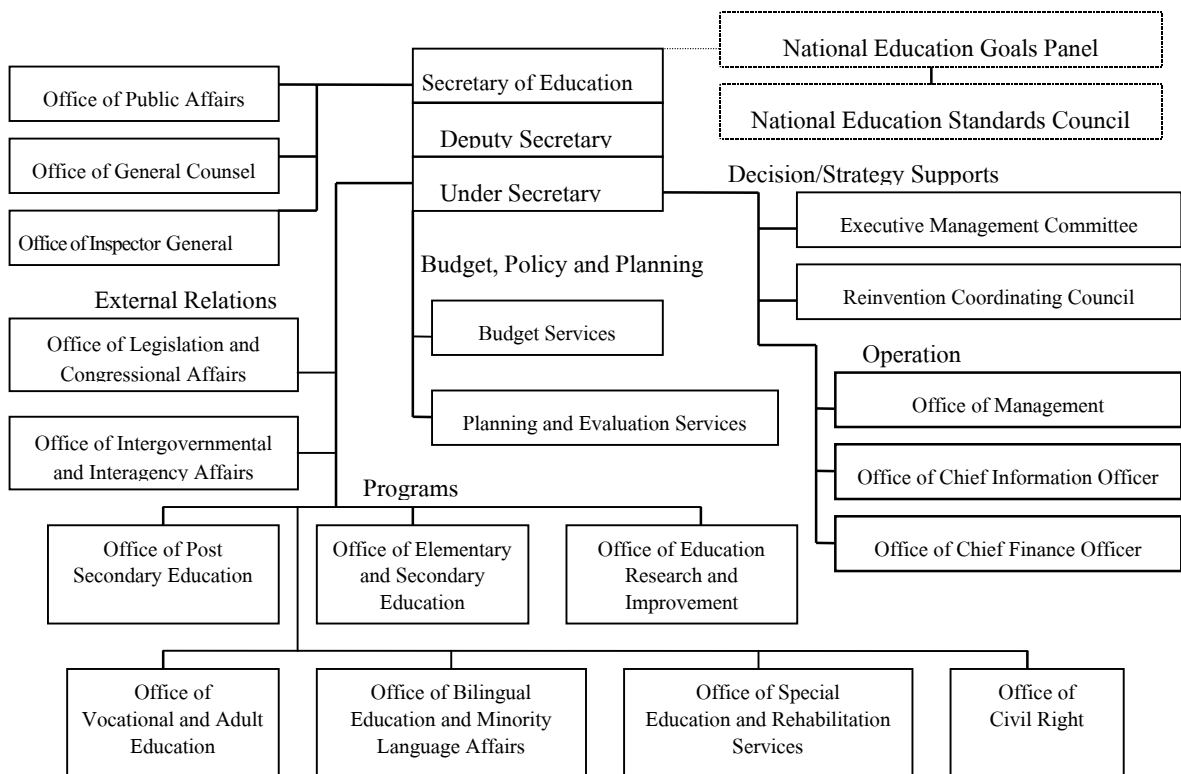 National Education Goals Panel
Secretary of Education
Office of Public Affairs
National Education Standards Council
Deputy Secretary
Office of General Counsel
Decision/Strategy Supports
Under Secretary
Executive Management Committee
Office of Inspector General
Budget, Policy and Planning
External Relations
Reinvention Coordinating Council
Budget Services
Office of Legislation and
Congressional Affairs
Operation
Office of Management
Planning and Evaluation Services
Office of Intergovernmental
and Interagency Affairs
Office of Chief Information Officer
Programs
Office of Chief Finance Officer
Office of Post
Secondary Education
Office of Elementary
and Secondary
Education
Office of Education
Research and
Improvement
Office of
Vocational and Adult
Education
Office of Bilingual
Education and Minority
Language Affairs
Office of Special
Education and Rehabilitation
Services
Office of
Civil Right